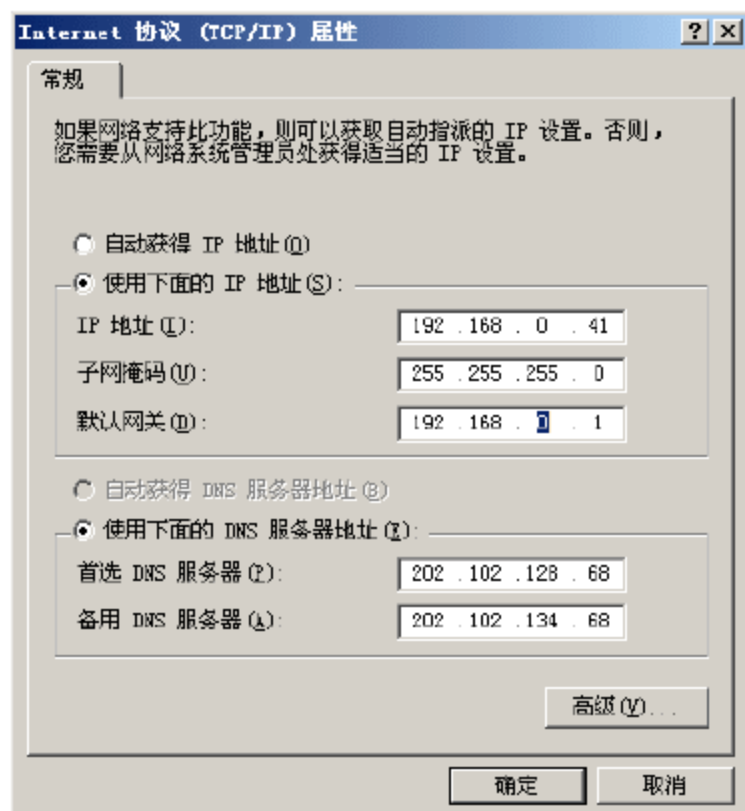 Internet 协议 (TCP/IP) 属性
常规
如果网络支持此功能，则可以获取自动指派的 IP 设置。否则，
您需要从网络系统管理员处获得适当的 IP 设置。
自动获得 IP 地址(O)
使用下面的 IP 地址(S):
IP 地址(I): 192 . 168 . 0 . 41
子网掩码(U): 255 . 255 . 255 . 0
默认网关(D): 192 . 168 . 0 . 1
自动获得 DNS 服务器地址(B)
使用下面的 DNS 服务器地址(E):
首选 DNS 服务器(P): 202 . 102 . 128 . 68
备用 DNS 服务器(A): 202 . 102 . 134 . 68
高级(V)...
确定 取消